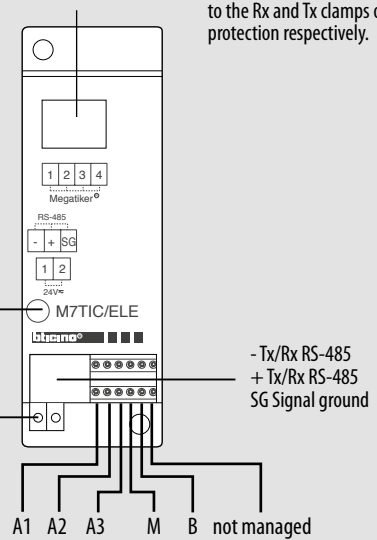 to the Rx and Tx clamps
protection respectively.
1 2 3 4
Megatiker®
RS-485
- + SG
1 2
24V≂
M7TIC/ELE
bticino®
- Tx/Rx RS-485
+ Tx/Rx RS-485
SG Signal ground
A1 A2 A3 M B not managed